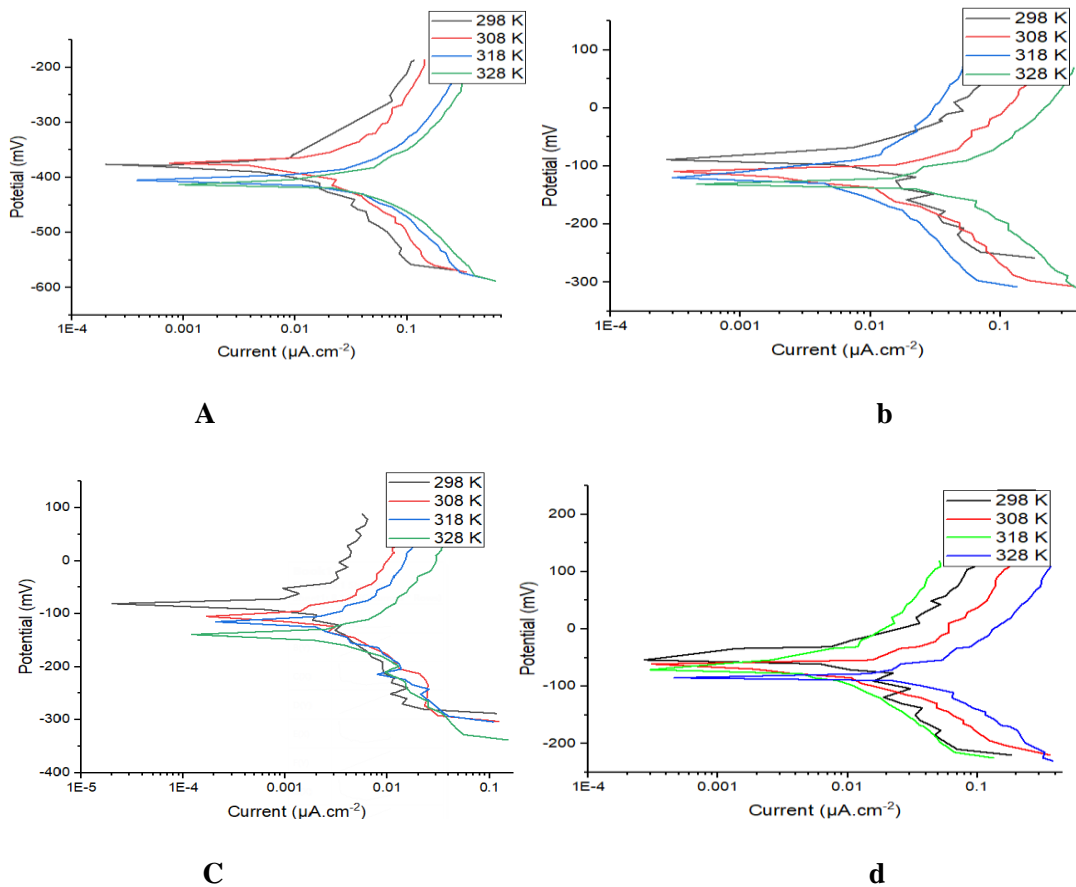 298 K
308 K
318 K
328 K
-200
-300
-400
-500
-600
Potetial (mV)
1E-4
0.001
0.01
0.1
Current (µA.cm⁻²)
A
298 K
308 K
318 K
328 K
100
0
-100
-200
-300
Potetial (mV)
1E-4
0.001
0.01
0.1
Current (µA.cm⁻²)
b
298 K
308 K
318 K
328 K
100
0
-100
-200
-300
-400
Potential (mV)
1E-5
1E-4
0.001
0.01
0.1
Current (µA.cm⁻²)
C
298 K
308 K
318 K
328 K
200
100
0
-100
-200
Potential (mV)
1E-4
0.001
0.01
0.1
Current (µA.cm⁻²)
d